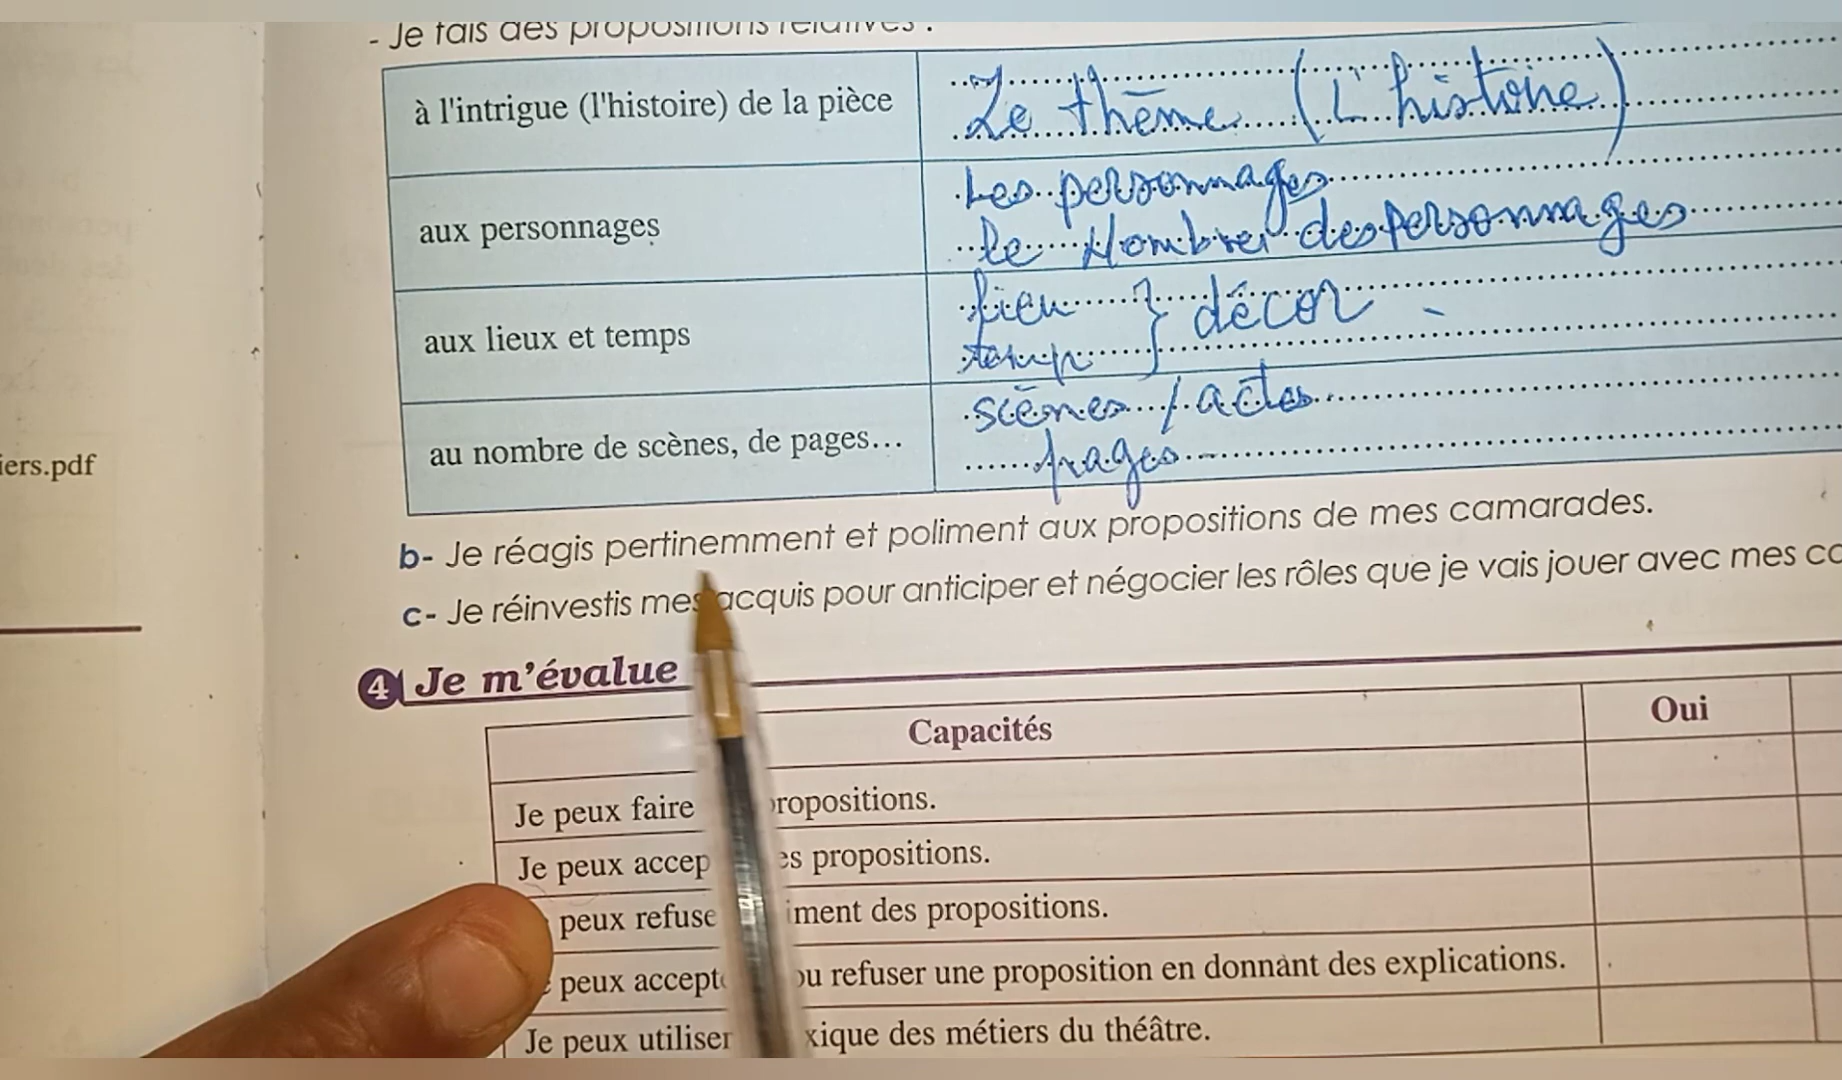 - Je fais des propositions relatives :
à l'intrigue (l'histoire) de la pièce
Le thème (L'histoire)
aux personnages
Les personnages
le Nombre des personnages
aux lieux et temps
lieu } décor
temp
au nombre de scènes, de pages...
scènes / actes
pages
iers.pdf
b- Je réagis pertinemment et poliment aux propositions de mes camarades.
c- Je réinvestis mes acquis pour anticiper et négocier les rôles que je vais jouer avec mes
4 Je m'évalue
Capacités
Oui
Je peux faire ropositions.
Je peux accep es propositions.
peux refuse iment des propositions.
peux accept ou refuser une proposition en donnant des explications.
Je peux utiliser xique des métiers du théâtre.